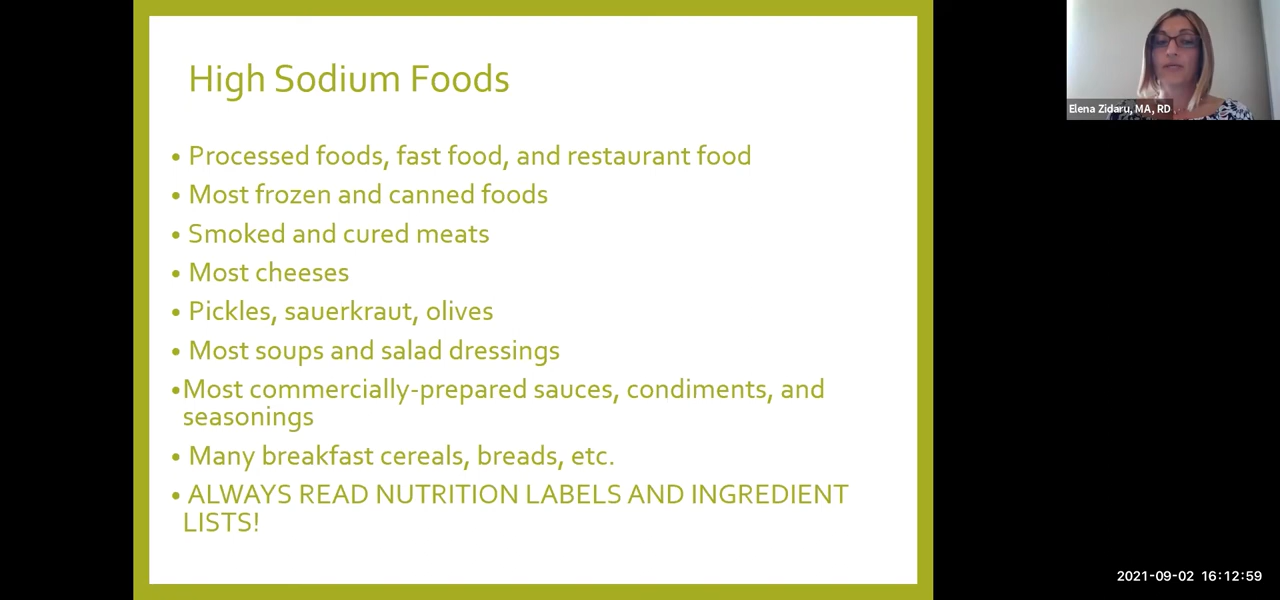 High Sodium Foods
• Processed foods, fast food, and restaurant food
• Most frozen and canned foods
• Smoked and cured meats
• Most cheeses
• Pickles, sauerkraut, olives
• Most soups and salad dressings
•Most commercially-prepared sauces, condiments, and
seasonings
• Many breakfast cereals, breads, etc.
• ALWAYS READ NUTRITION LABELS AND INGREDIENT
LISTS!
Elena Zidaru, MA, RD
2021-09-02 16:12:59